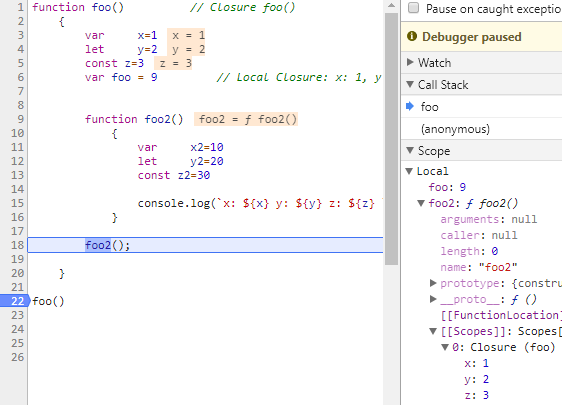 1 function foo() // Closure foo()
2 {
3 var x=1 x = 1
4 let y=2 y = 2
5 const z=3 z = 3
6 var foo = 9 // Local Closure: x: 1, y
7
8
9 function foo2() foo2 = ƒ foo2()
10 {
11 var x2=10
12 let y2=20
13 const z2=30
14
15 console.log(`x: ${x} y: ${y} z: ${z} `
16 }
17
18 foo2();
19
20 }
21
22 foo()
23
24
25
26
Pause on caught exceptio
Debugger paused
Watch
Call Stack
foo
(anonymous)
Scope
Local
foo: 9
foo2: ƒ foo2()
arguments: null
caller: null
length: 0
name: "foo2"
prototype: {constru
__proto__: ƒ ()
[[FunctionLocation]
[[Scopes]]: Scopes[
0: Closure (foo)
x: 1
y: 2
z: 3